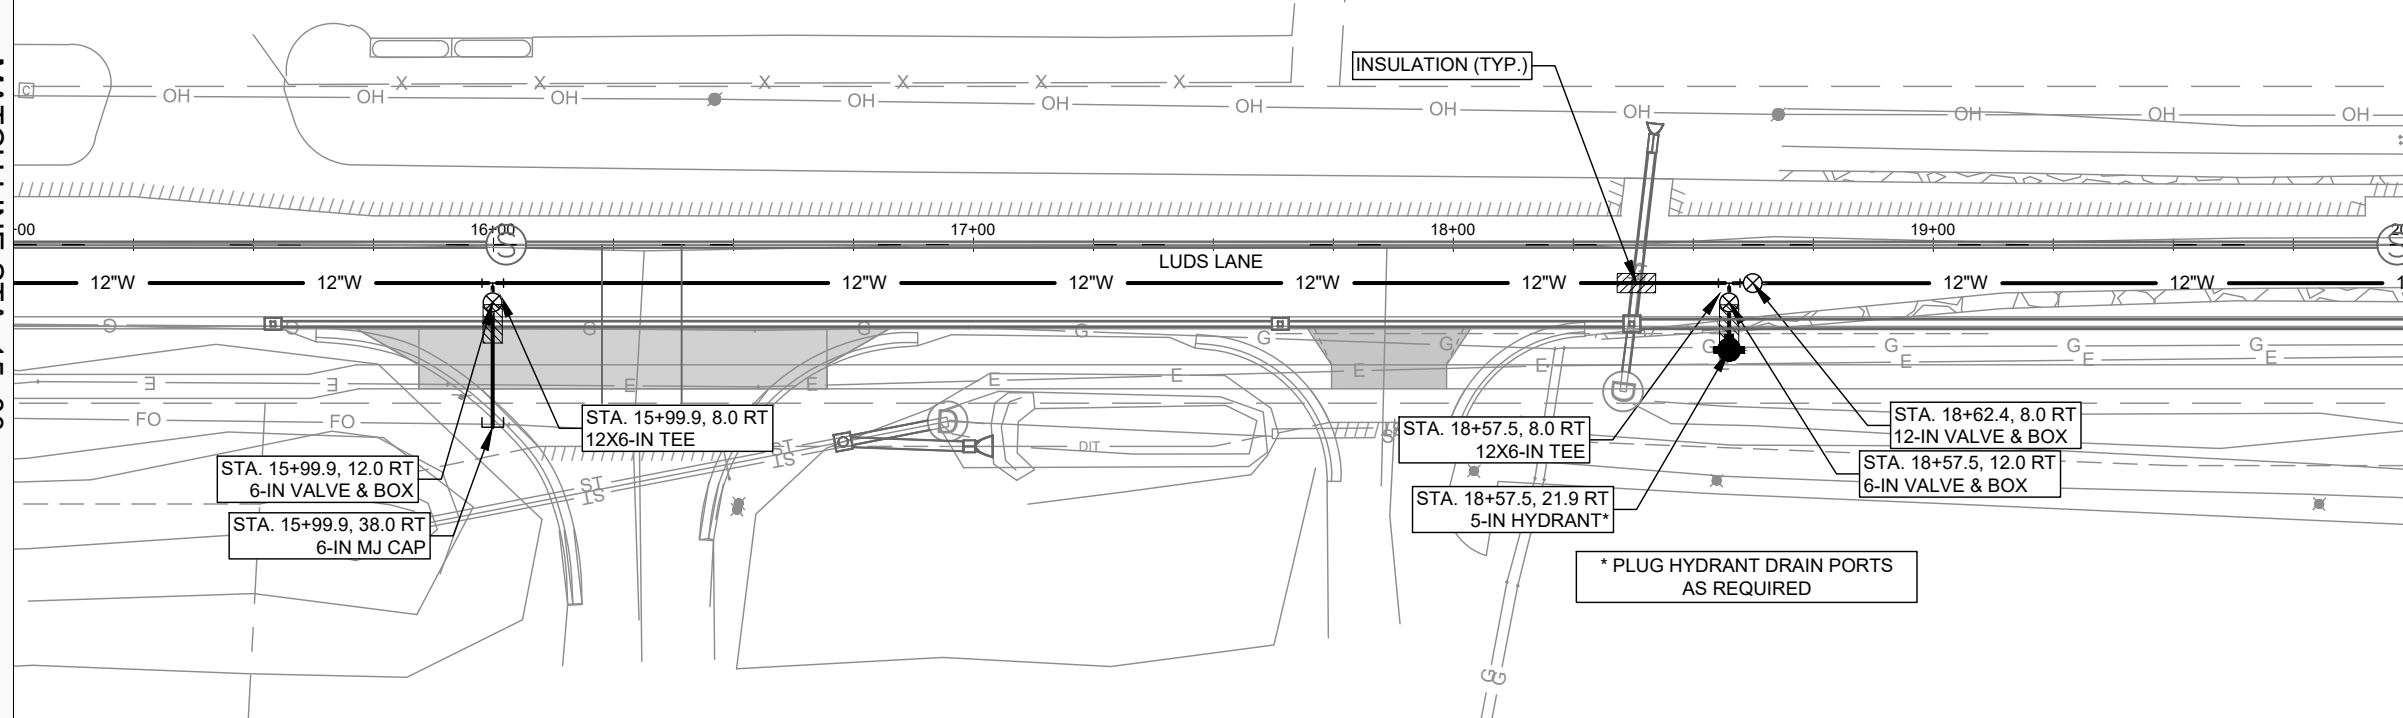 INSULATION (TYP.)
C
OH OH OH OH OH OH OH OH OH OH OH
X X X X X X X
16+00 17+00 18+00 19+00
S
LUDS LANE
12"W 12"W 12"W 12"W 12"W 12"W 12"W 12"W
G G G G G G G G G G
E E E E E E E E E E
FO FO
STA. 15+99.9, 8.0 RT
12X6-IN TEE
STA. 15+99.9, 12.0 RT
6-IN VALVE & BOX
STA. 15+99.9, 38.0 RT
6-IN MJ CAP
ST
ST
ST
ST
D
DIT
D
STA. 18+57.5, 8.0 RT
12X6-IN TEE
STA. 18+57.5, 21.9 RT
5-IN HYDRANT*
STA. 18+62.4, 8.0 RT
12-IN VALVE & BOX
STA. 18+57.5, 12.0 RT
6-IN VALVE & BOX
* PLUG HYDRANT DRAIN PORTS
AS REQUIRED
G
G